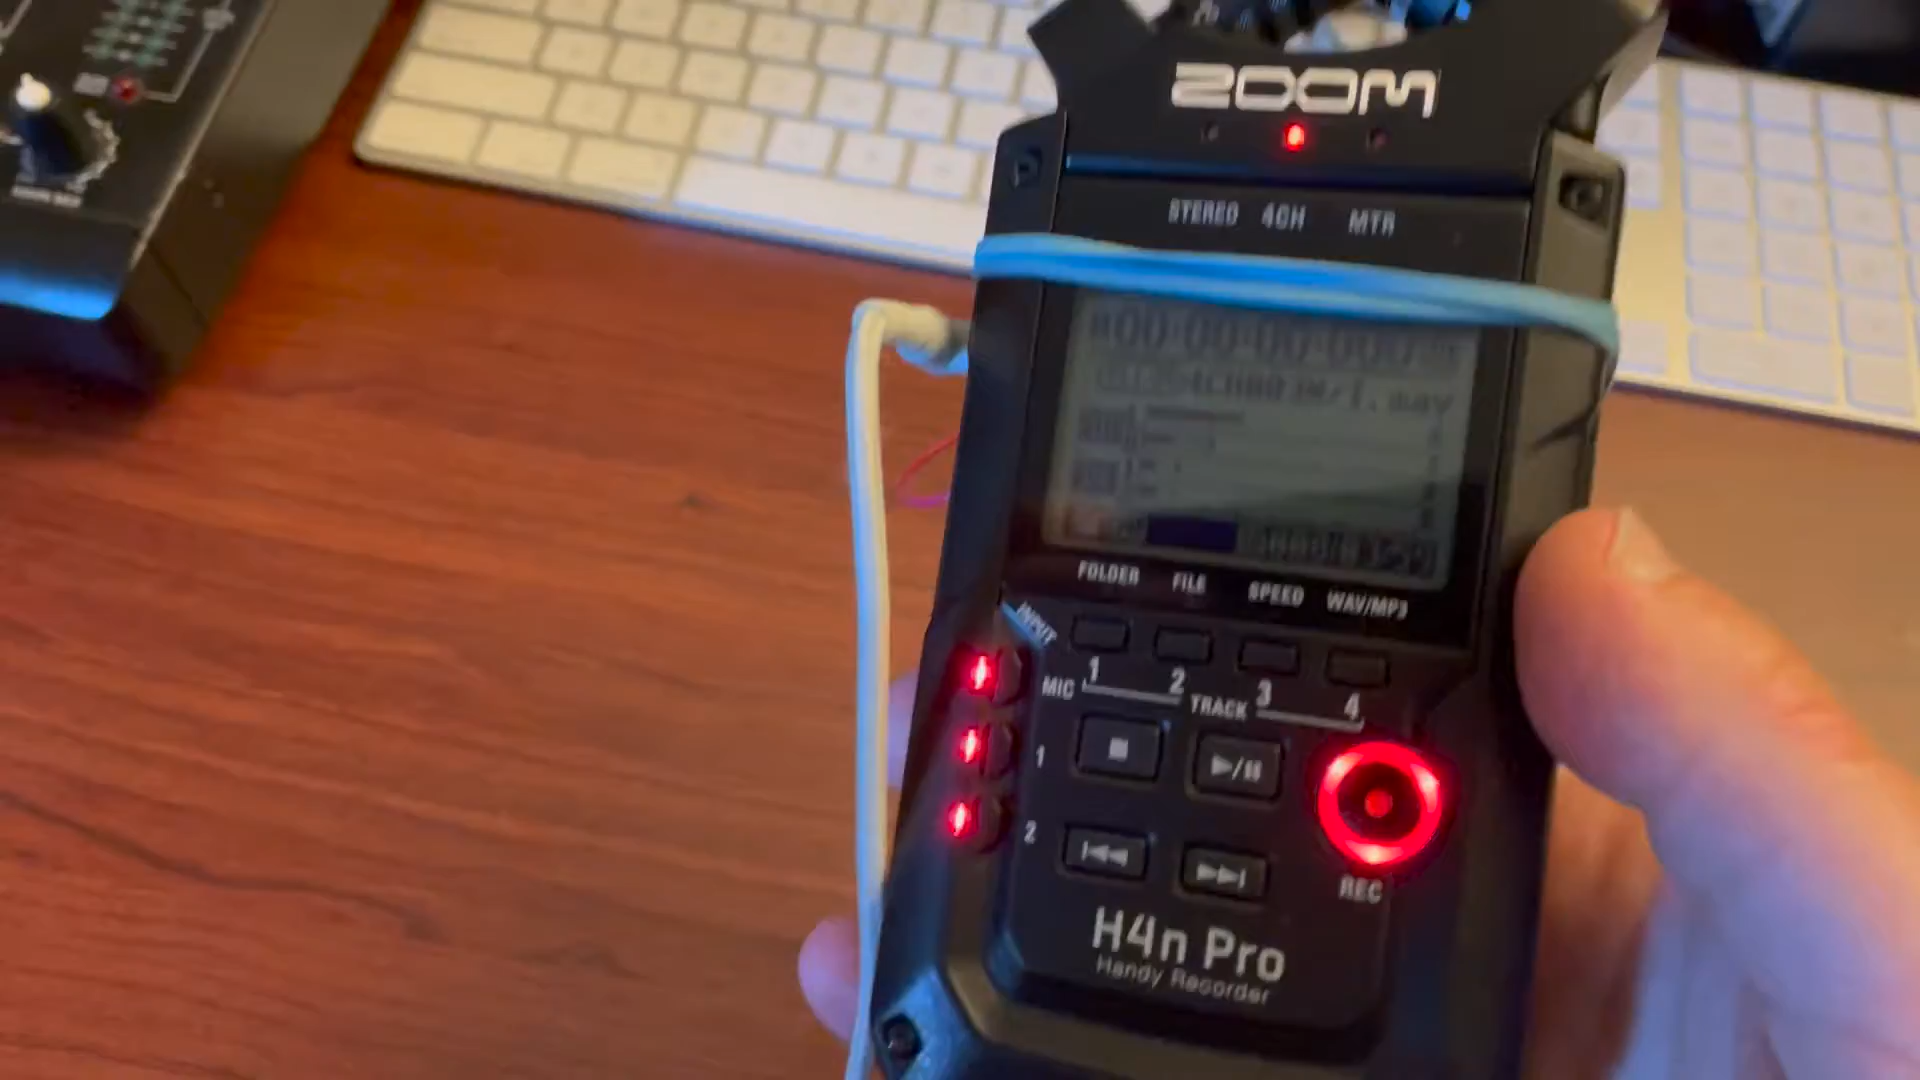 ZOOM
STEREO 4CH MTR
FOLDER FILE SPEED WAV/MP3
INPUT
MIC 1 2 TRACK 3 4
1
2
REC
H4n Pro
Handy Recorder